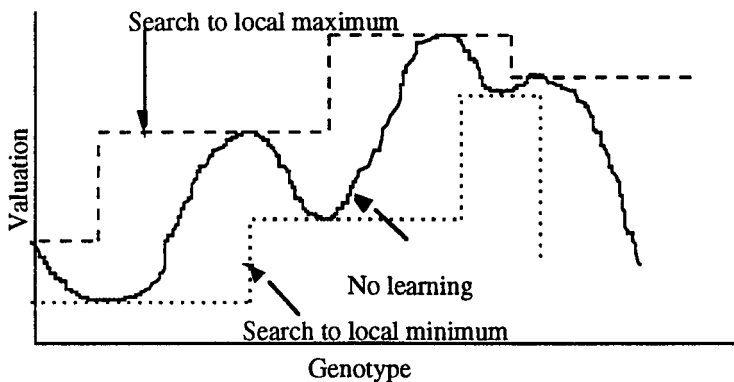 Search to local maximum
Valuation
No learning
Search to local minimum
Genotype